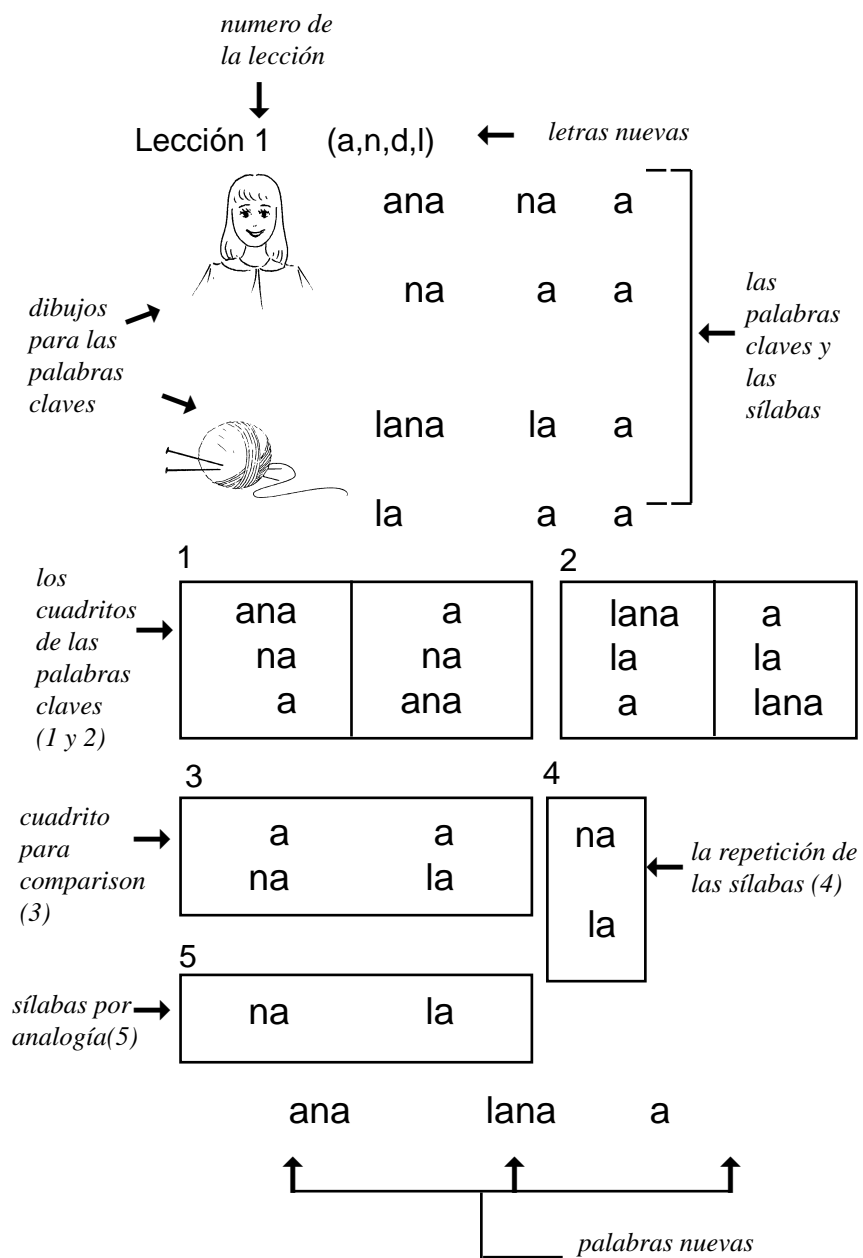 numero de
la lección
Lección 1 (a,n,d,l)
letras nuevas
ana na a
na a a
dibujos
para las
palabras
claves
las
palabras
claves y
las
sílabas
lana la a
la a a
los
cuadritos
de las
palabras
claves
(1 y 2)
1
ana a
na na
a ana
2
lana a
la la
a lana
cuadrito
para
comparison
(3)
3
a a
na la
4
na
la
la repetición de
las sílabas (4)
sílabas por
analogía(5)
5
na la
ana lana a
palabras nuevas